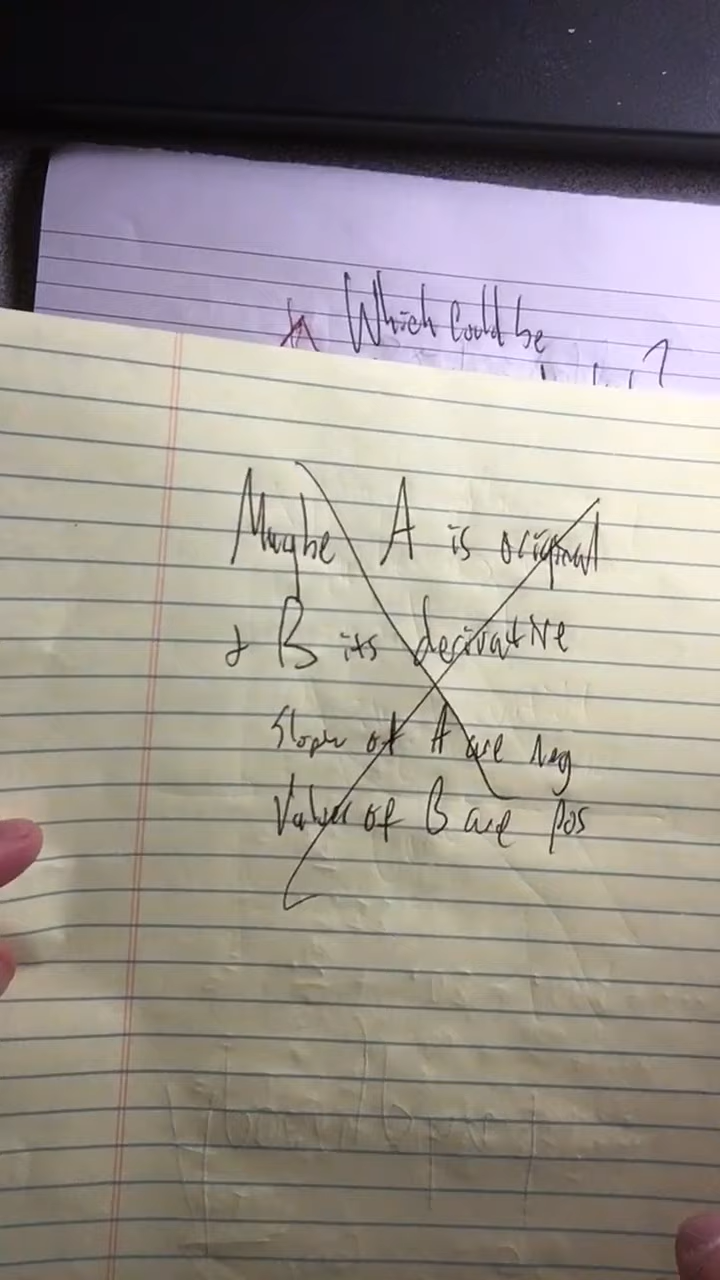 Which could be
?
Maybe A is original
& B its derivative
Slopes of A are neg
Values of B are pos